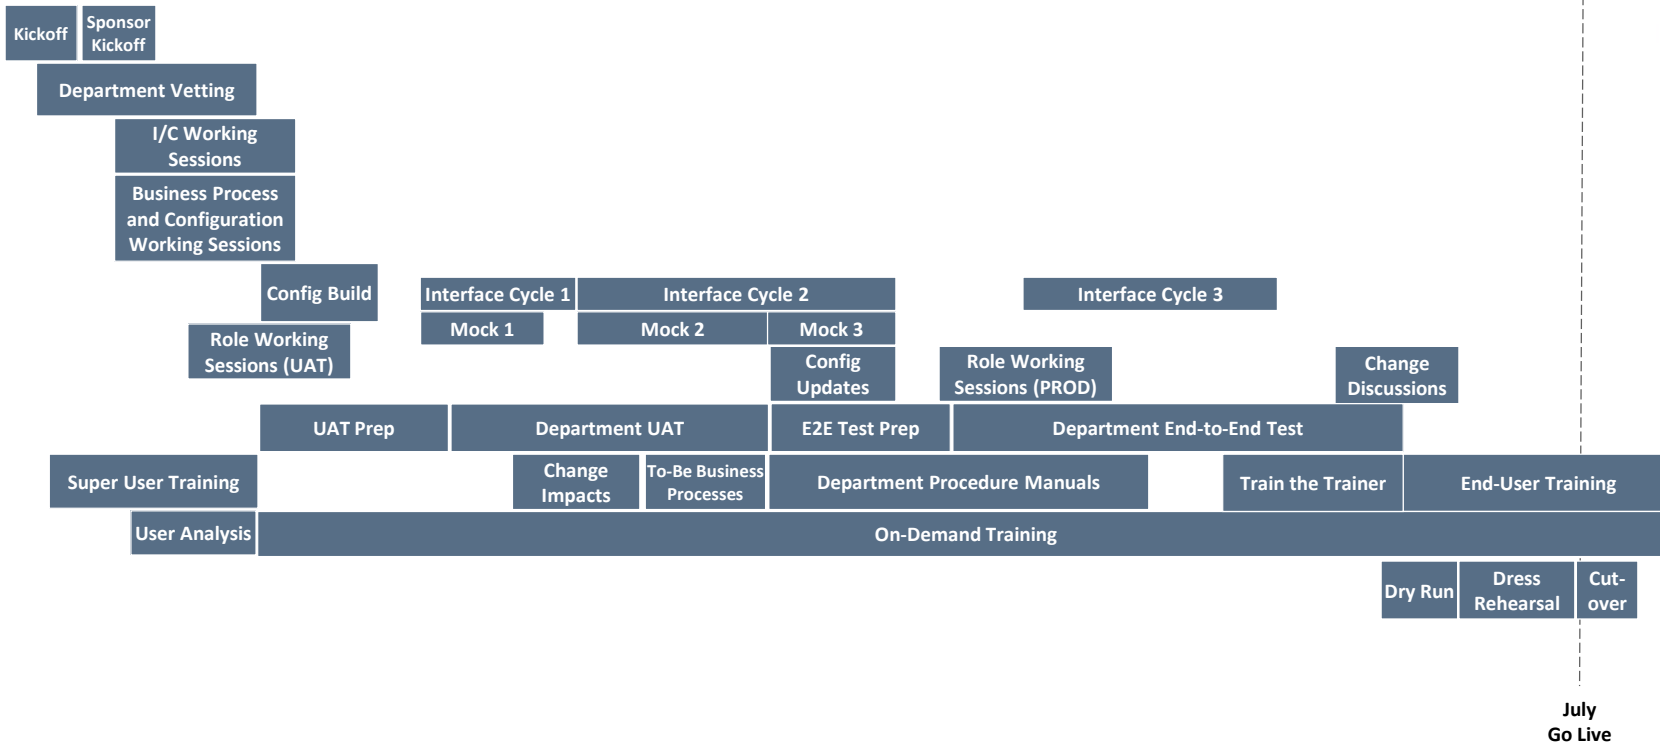 Kickoff
Sponsor
Kickoff
Department Vetting
I/C Working
Sessions
Business Process
and Configuration
Working Sessions
Config Build
Interface Cycle 1
Interface Cycle 2
Interface Cycle 3
Mock 1
Mock 2
Mock 3
Role Working
Sessions (UAT)
Config
Updates
Role Working
Sessions (PROD)
Change
Discussions
UAT Prep
Department UAT
E2E Test Prep
Department End-to-End Test
Super User Training
Change
Impacts
To-Be Business
Processes
Department Procedure Manuals
Train the Trainer
End-User Training
User Analysis
On-Demand Training
Dry Run
Dress
Rehearsal
Cut-
over
July
Go Live